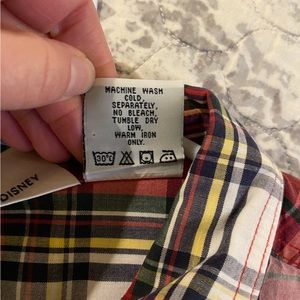 MACHINE WASH
COLD,
SEPARATELY,
NO BLEACH,
TUMBLE DRY
LOW,
WARM IRON
ONLY.
30°C
DISNEY